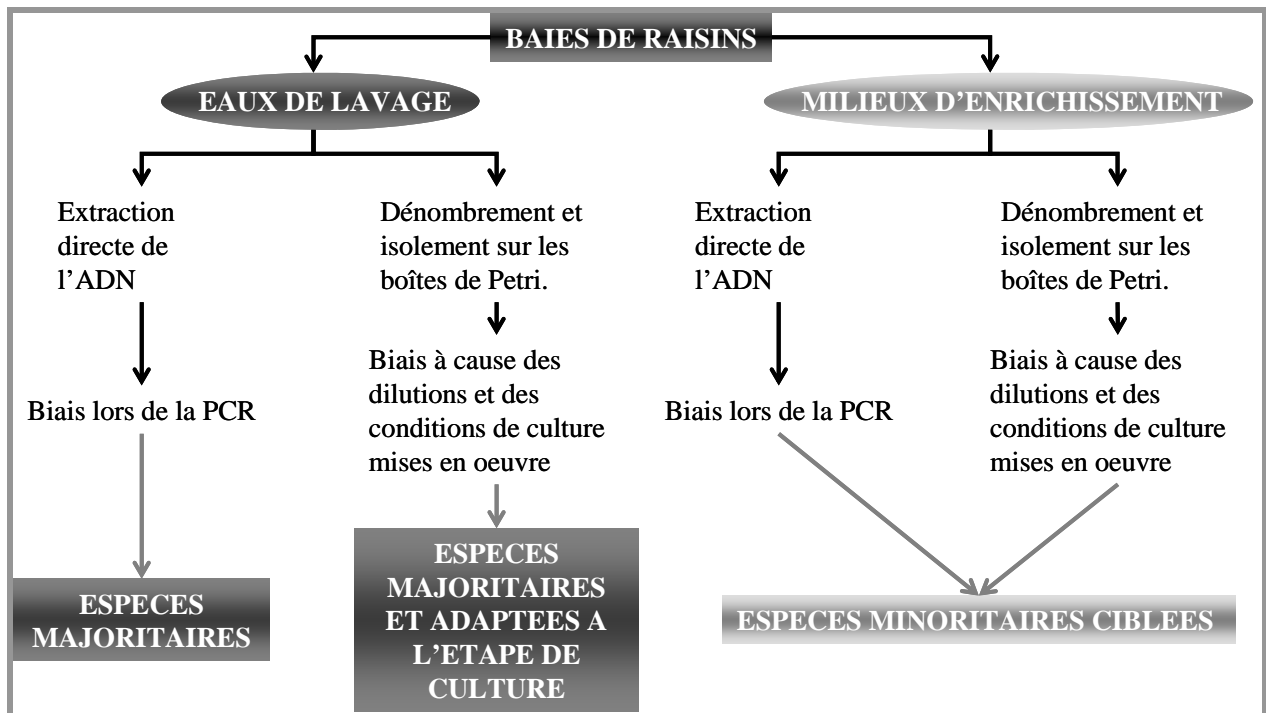 BAIES DE RAISINS
EAUX DE LAVAGE
MILIEUX D'ENRICHISSEMENT
Extraction
directe de
l'ADN
Dénombrement et
isolement sur les
boîtes de Petri.
Extraction
directe de
l'ADN
Dénombrement et
isolement sur les
boîtes de Petri.
Biais lors de la PCR
Biais à cause des
dilutions et des
conditions de culture
mises en oeuvre
Biais lors de la PCR
Biais à cause des
dilutions et des
conditions de culture
mises en oeuvre
ESPECES
MAJORITAIRES
ESPECES
MAJORITAIRES
ET ADAPTEES A
L'ETAPE DE
CULTURE
ESPECES MINORITAIRES CIBLEES